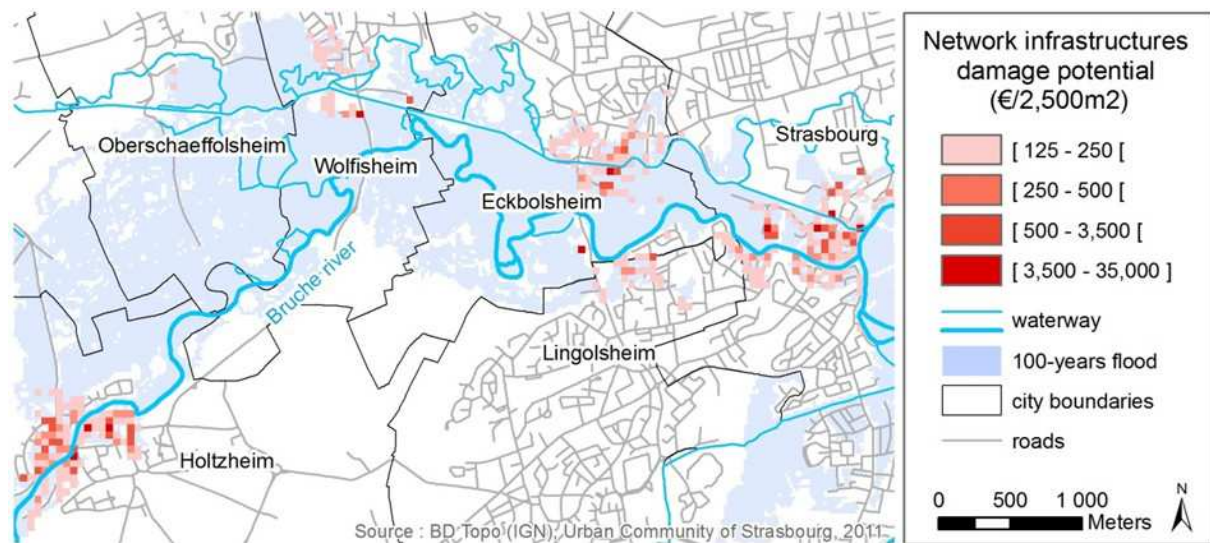 Oberschaeffolsheim
Wolfisheim
Eckbolsheim
Strasbourg
Bruche river
Lingolsheim
Holtzheim
Source : BD Topo (IGN), Urban Community of Strasbourg, 2011
Network infrastructures
damage potential
(€/2,500m2)
[ 125 - 250 [
[ 250 - 500 [
[ 500 - 3,500 [
[ 3,500 - 35,000 ]
waterway
100-years flood
city boundaries
roads
0 500 1 000
Meters
N